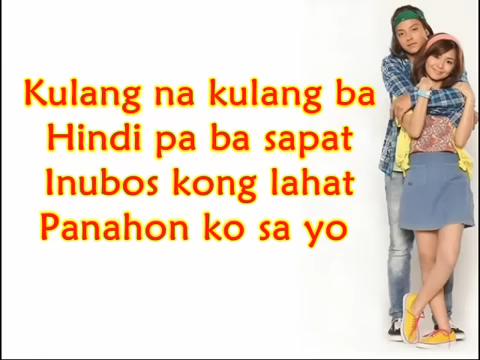 Kulang na kulang ba
Hindi pa ba sapat
Inubos kong lahat
Panahon ko sa yo